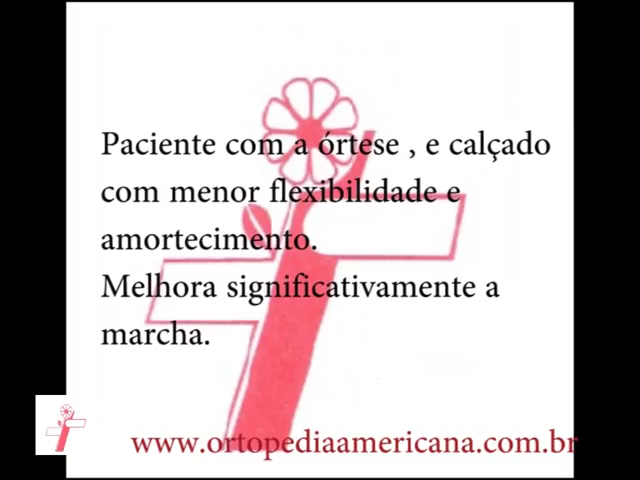 Paciente com a órtese , e calçado
com menor flexibilidade e
amortecimento.
Melhora significativamente a
marcha.
www.ortopediaamericana.com.br